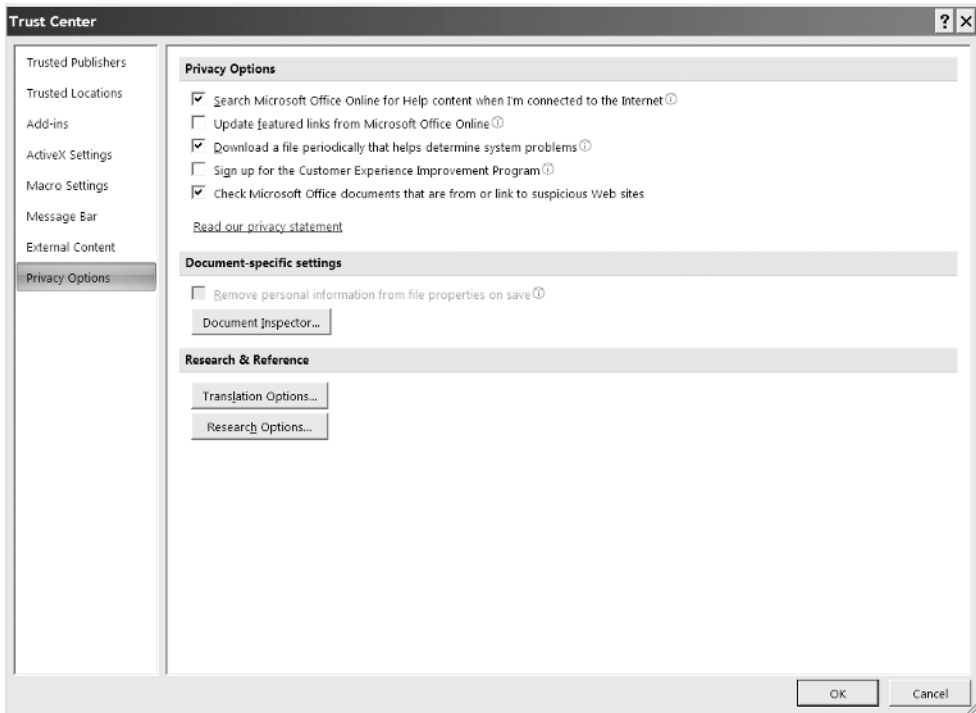 Trust Center
Trusted Publishers
Trusted Locations
Add-ins
ActiveX Settings
Macro Settings
Message Bar
External Content
Privacy Options
Privacy Options
Search Microsoft Office Online for Help content when I'm connected to the Internet
Update featured links from Microsoft Office Online
Download a file periodically that helps determine system problems
Sign up for the Customer Experience Improvement Program
Check Microsoft Office documents that are from or link to suspicious Web sites
Read our privacy statement
Document-specific settings
Remove personal information from file properties on save
Document Inspector...
Research & Reference
Translation Options...
Research Options...
OK
Cancel